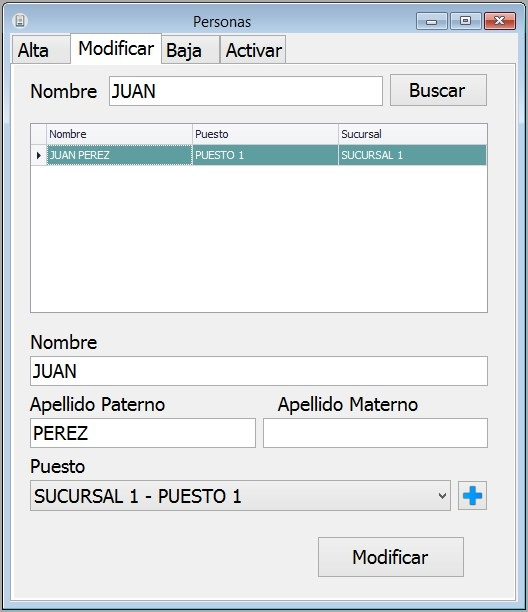 Personas
Alta Modificar Baja Activar
Nombre JUAN Buscar
Nombre Puesto Sucursal
JUAN PEREZ PUESTO 1 SUCURSAL 1
Nombre
JUAN
Apellido Paterno Apellido Materno
PEREZ
Puesto
SUCURSAL 1 - PUESTO 1
Modificar